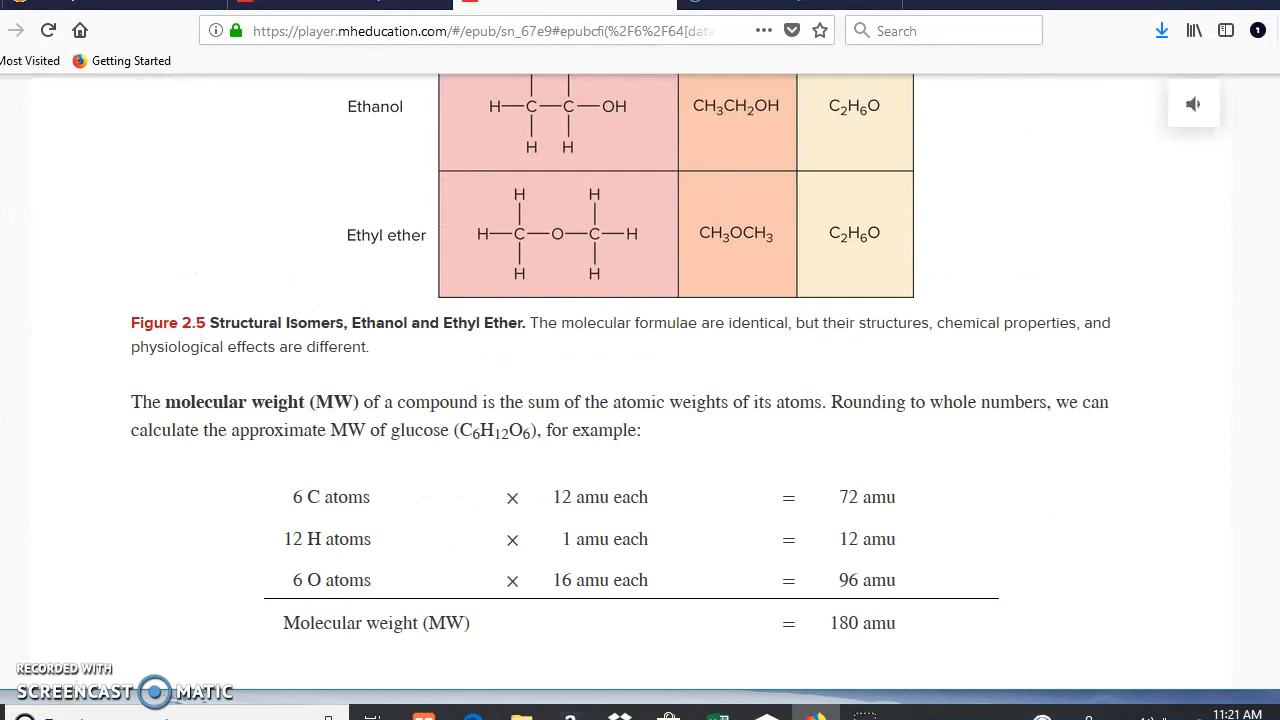 https://player.mheducation.com/#/epub/sn_67e9#epubcfi(%2F6%2F64[data
Search
Most Visited
Getting Started
Ethanol
H—C—C—OH
H H
CH₃CH₂OH
C₂H₆O
Ethyl ether
H H
H—C—O—C—H
H H
CH₃OCH₃
C₂H₆O
Figure 2.5 Structural Isomers, Ethanol and Ethyl Ether. The molecular formulae are identical, but their structures, chemical properties, and
physiological effects are different.
The molecular weight (MW) of a compound is the sum of the atomic weights of its atoms. Rounding to whole numbers, we can
calculate the approximate MW of glucose (C₆H₁₂O₆), for example:
6 C atoms × 12 amu each = 72 amu
12 H atoms × 1 amu each = 12 amu
6 O atoms × 16 amu each = 96 amu
Molecular weight (MW) = 180 amu
RECORDED WITH
SCREENCAST MATIC
11:21 AM